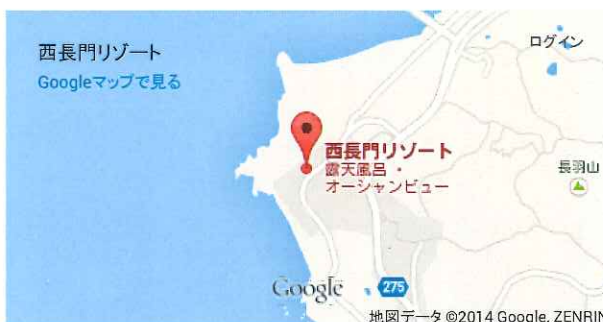 西長門リゾート
Googleマップで見る
ログイン
西長門リゾート
露天風呂・
オーシャンビュー
長羽山
Google
275
地図データ ©2014 Google, ZENRIN